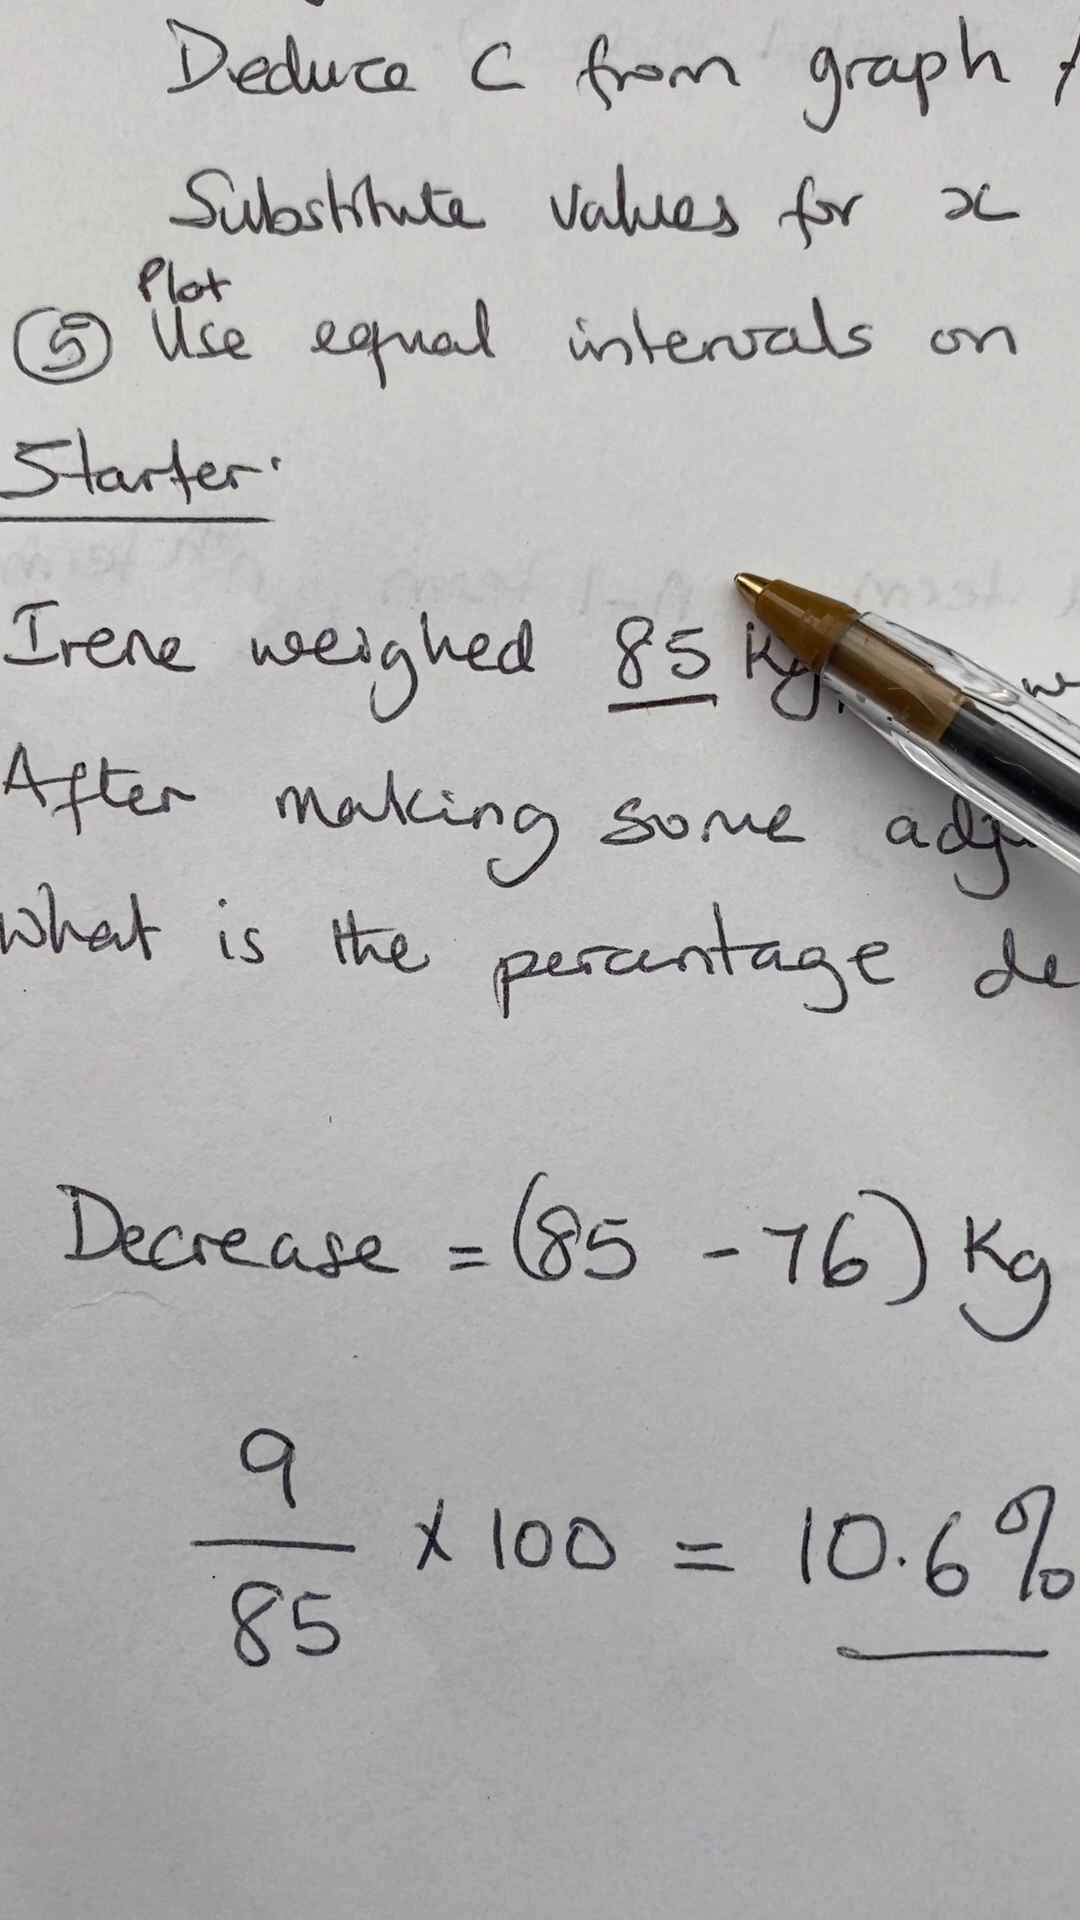 Deduce C from graph
Substitute values for x
Plot
⑤ Use equal intervals on
Starter.
Irene weighed 85 Kg,
After making some
What is the percentage
Decrease = (85 - 76) Kg
9
85
× 100 = 10.6%